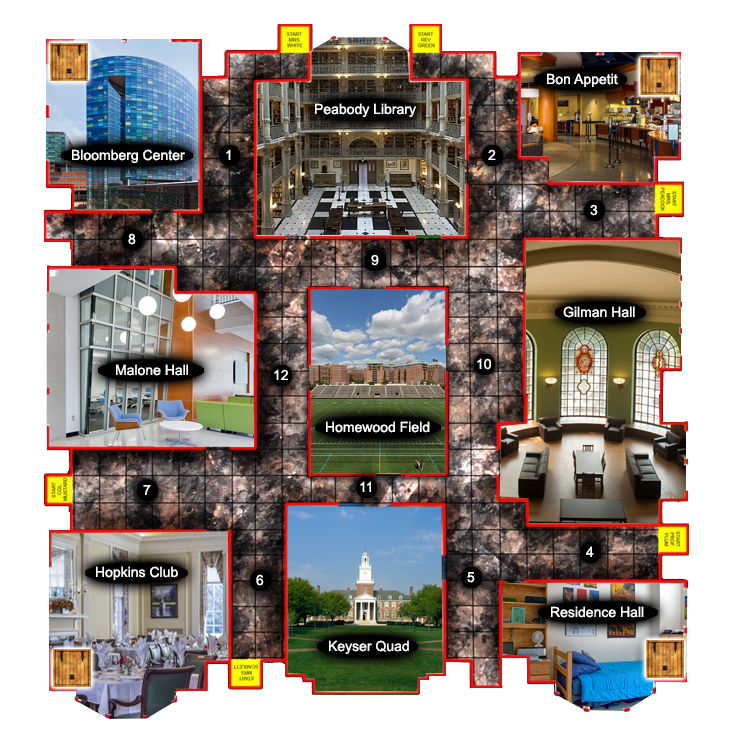 START
MRS.
WHITE
START
REV.
GREEN
Peabody Library
Bon Appetit
Bloomberg Center
1
2
START
MRS.
PEACOCK
3
8
9
Gilman Hall
Malone Hall
12
10
Homewood Field
START
COL.
MUSTARD
7
11
START
PROF.
PLUM
4
Hopkins Club
6
5
Residence Hall
Keyser Quad
START
MRS.
SCARLETT